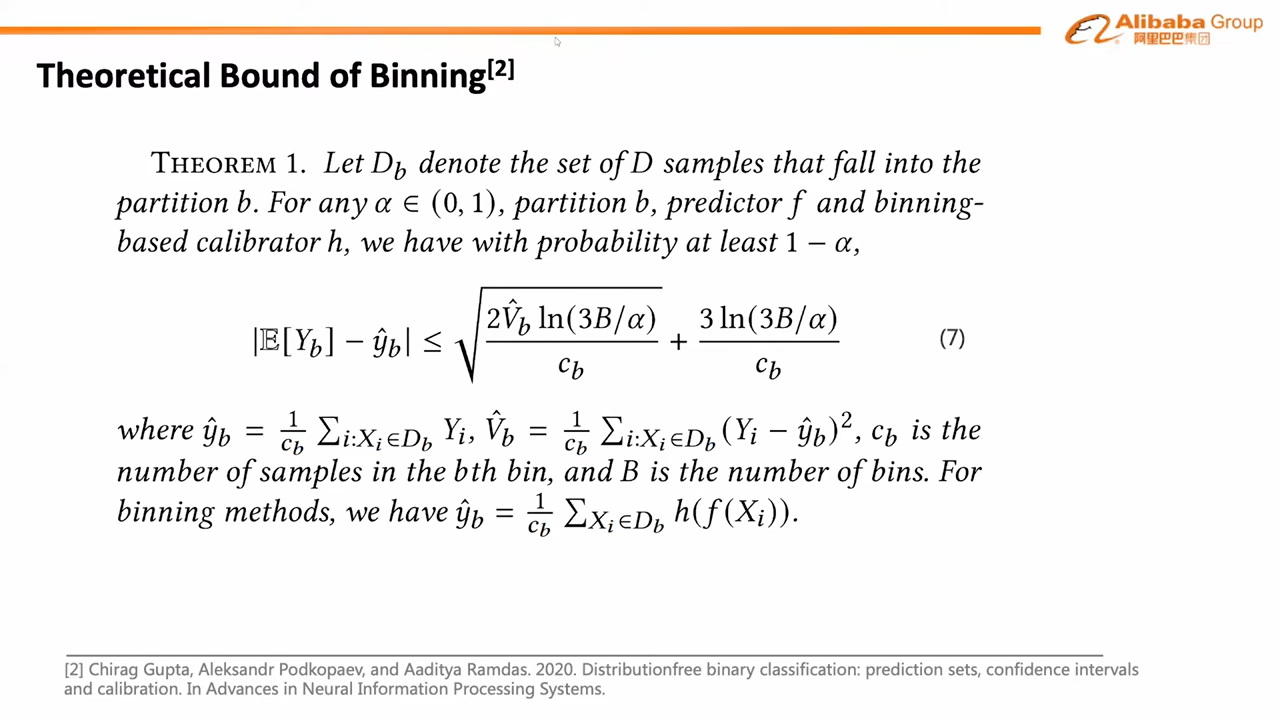 Alibaba Group
阿里巴巴集团
Theoretical Bound of Binning[2]
THEOREM 1. Let D_b denote the set of D samples that fall into the
partition b. For any α ∈ (0, 1), partition b, predictor f and binning-
based calibrator h, we have with probability at least 1 − α,
|𝔼[Y_b] − ŷ_b| ≤ √(2V̂_b ln(3B/α) / c_b) + 3 ln(3B/α) / c_b (7)
where ŷ_b = 1/c_b ∑_{i:X_i∈D_b} Y_i, V̂_b = 1/c_b ∑_{i:X_i∈D_b} (Y_i − ŷ_b)², c_b is the
number of samples in the bth bin, and B is the number of bins. For
binning methods, we have ŷ_b = 1/c_b ∑_{X_i∈D_b} h(f(X_i)).
[2] Chirag Gupta, Aleksandr Podkopaev, and Aaditya Ramdas. 2020. Distributionfree binary classification: prediction sets, confidence intervals
and calibration. In Advances in Neural Information Processing Systems.